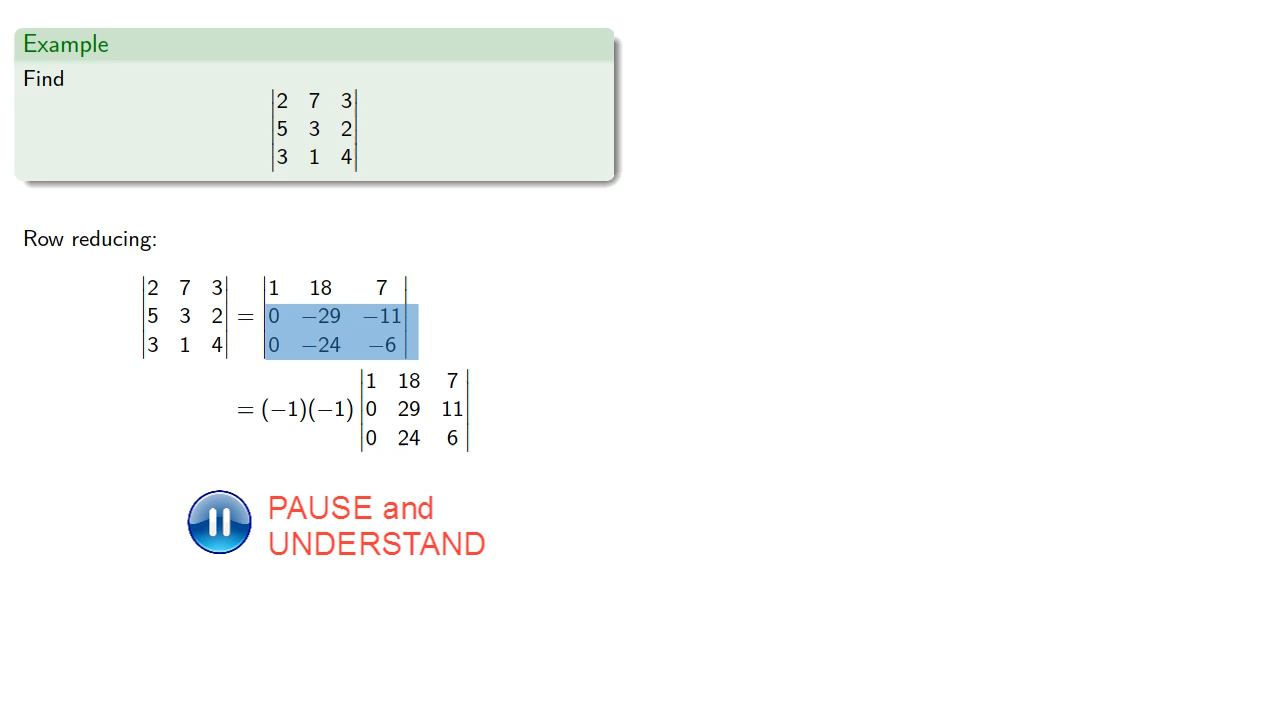 Example
Find
|2 7 3|
|5 3 2|
|3 1 4|
Row reducing:
|2 7 3| |1 18 7|
|5 3 2| = |0 −29 −11|
|3 1 4| |0 −24 −6|
|1 18 7|
= (−1)(−1) |0 29 11|
|0 24 6|
PAUSE and
UNDERSTAND